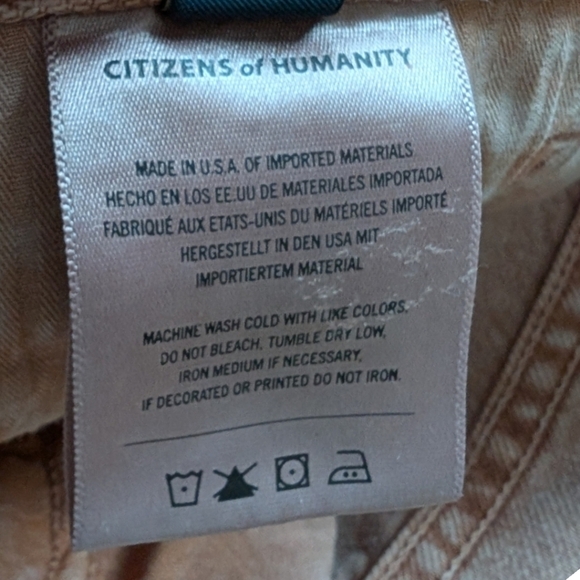 CITIZENS of HUMANITY
MADE IN U.S.A. OF IMPORTED MATERIALS
HECHO EN LOS EE.UU DE MATERIALES IMPORTADA
FABRIQUÉ AUX ETATS-UNIS DU MATÉRIELS IMPORTÉ
HERGESTELLT IN DEN USA MIT
IMPORTIERTEM MATERIAL
MACHINE WASH COLD WITH LIKE COLORS,
DO NOT BLEACH, TUMBLE DRY LOW,
IRON MEDIUM IF NECESSARY,
IF DECORATED OR PRINTED DO NOT IRON.